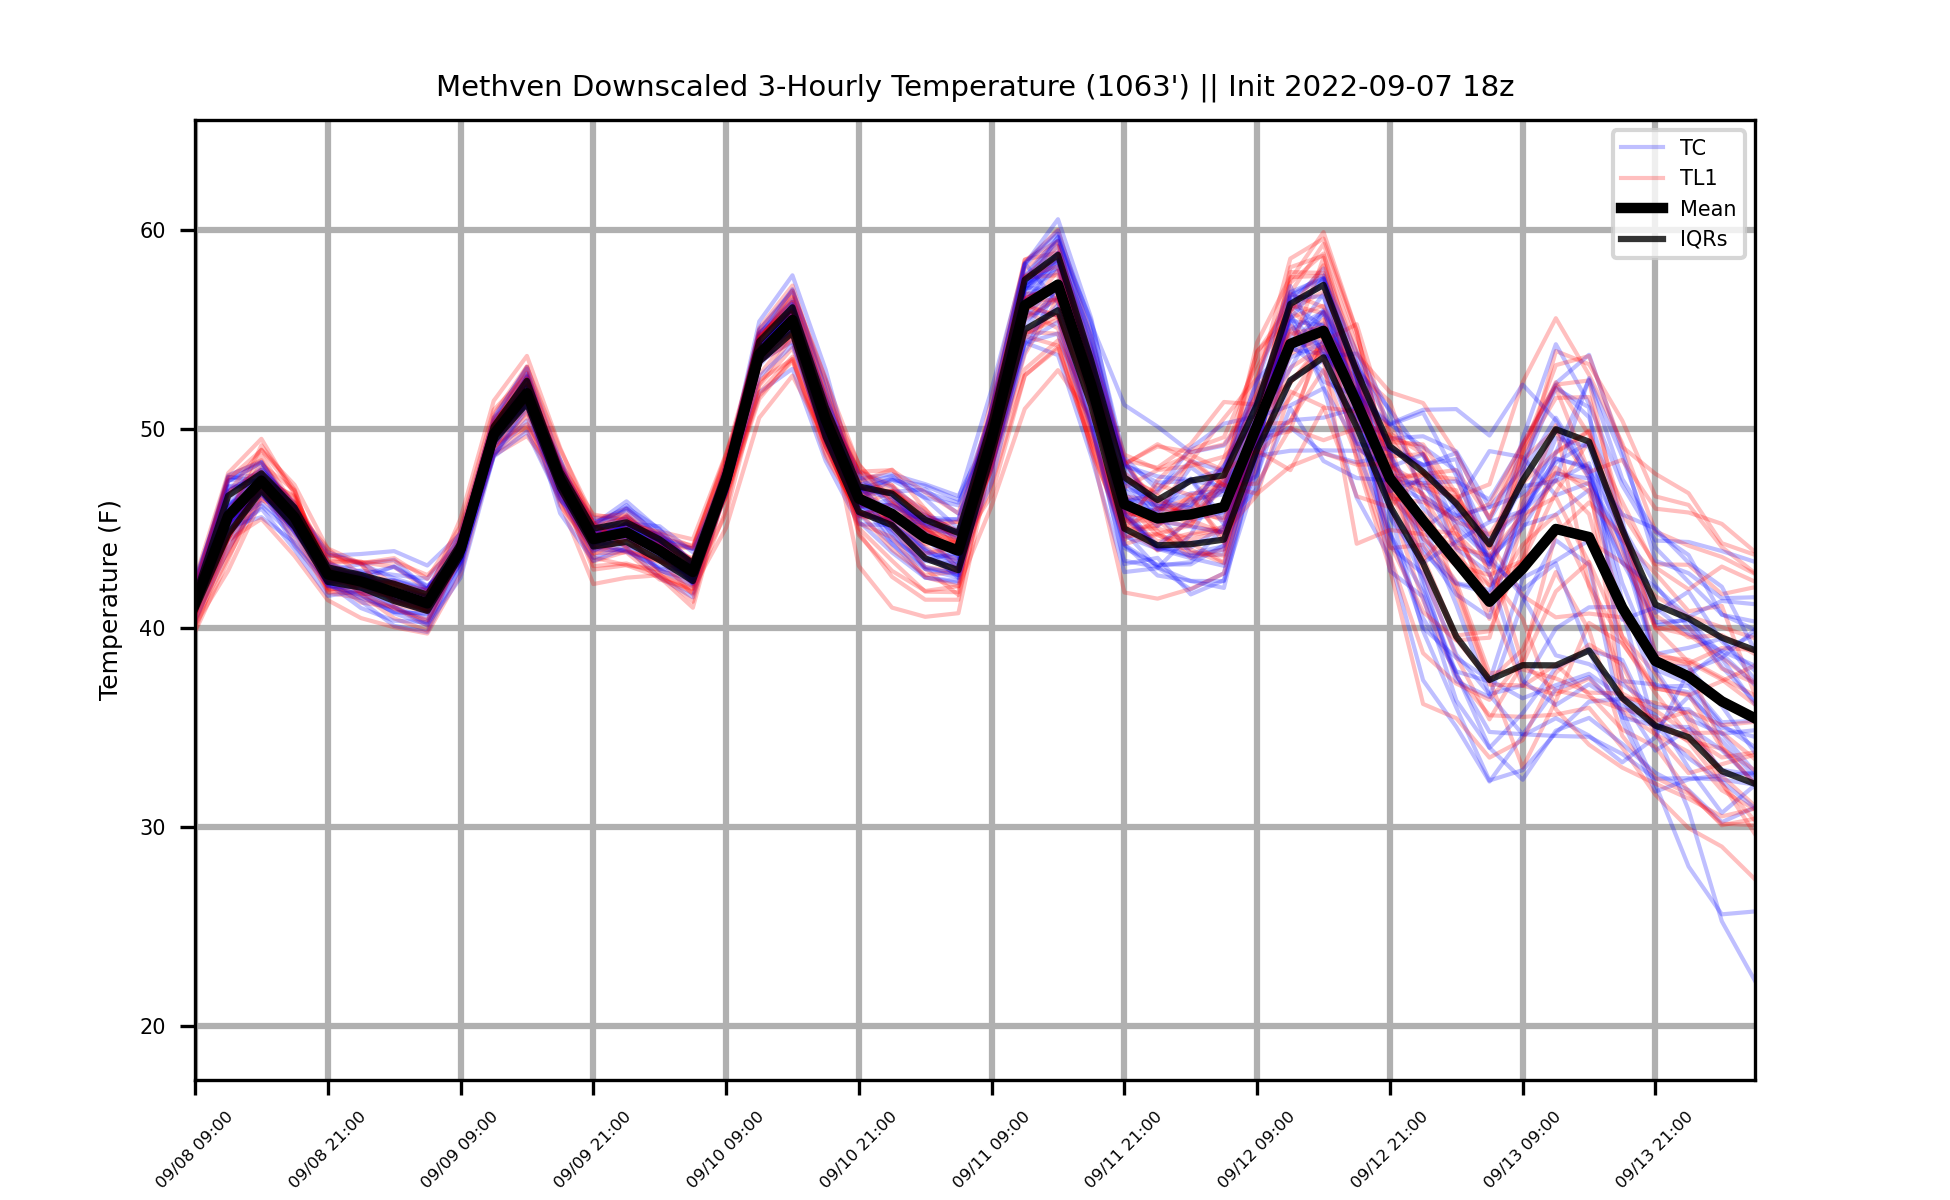 Methven Downscaled 3-Hourly Temperature (1063') || Init 2022-09-07 18z
TC
TL1
Mean
IQRs
Temperature (F)
60
50
40
30
20
09/08 09:00
09/08 21:00
09/09 09:00
09/09 21:00
09/10 09:00
09/10 21:00
09/11 09:00
09/11 21:00
09/12 09:00
09/12 21:00
09/13 09:00
09/13 21:00